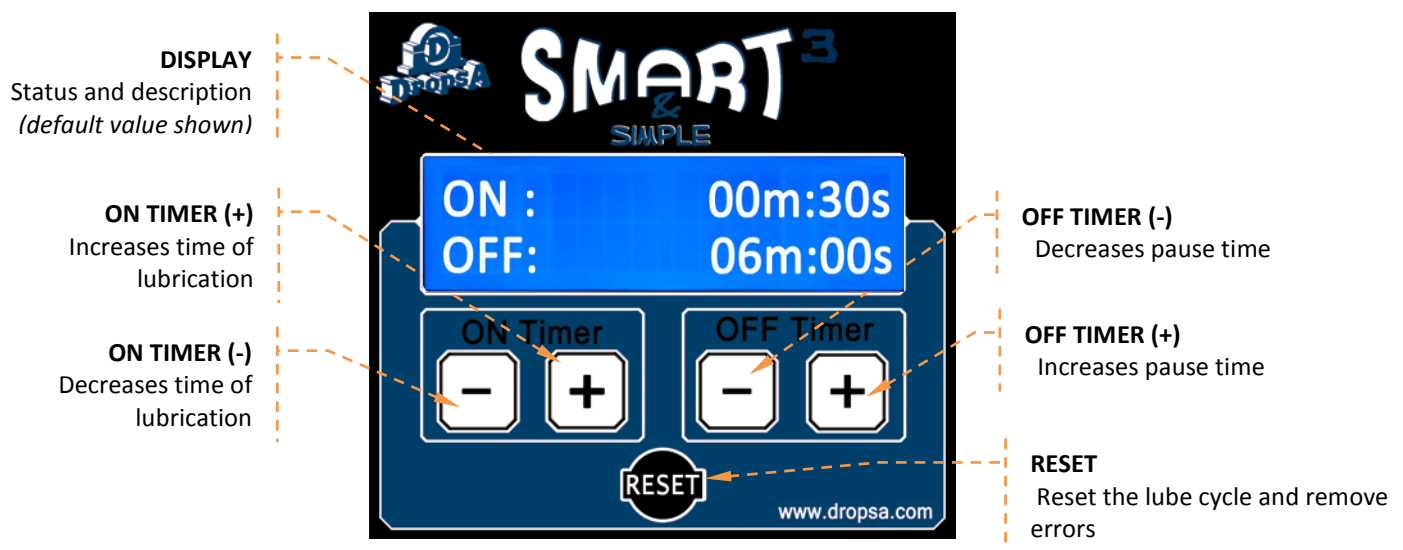 DISPLAY
Status and description
(default value shown)
ON TIMER (+)
Increases time of
lubrication
ON TIMER (-)
Decreases time of
lubrication
D
DropsA
SMART 3
&
SIMPLE
ON : 00m:30s
OFF: 06m:00s
ON Timer
OFF Timer
- +
- +
RESET
www.dropsa.com
OFF TIMER (-)
Decreases pause time
OFF TIMER (+)
Increases pause time
RESET
Reset the lube cycle and remove
errors